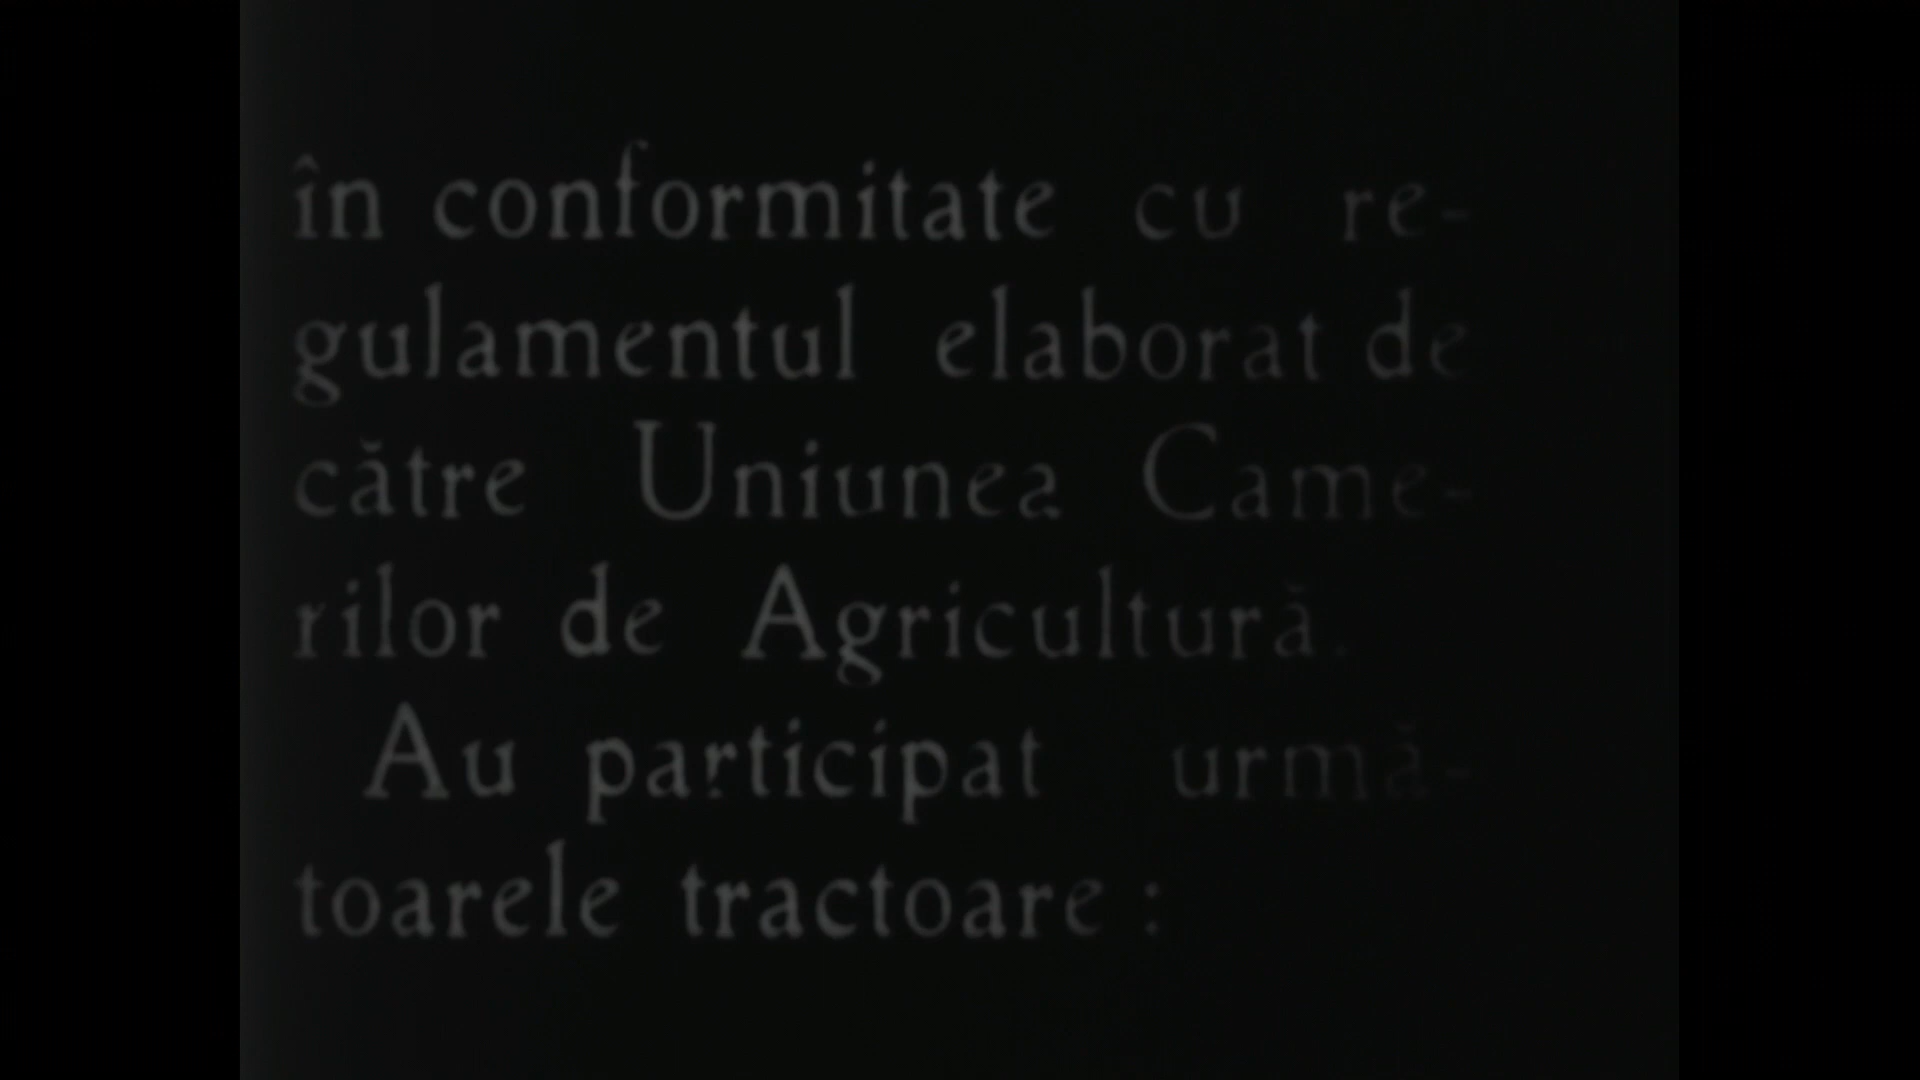 în conformitate cu re-
gulamentul elaborat de
către Uniunea Came-
rilor de Agricultură.
Au participat urmă-
toarele tractoare :